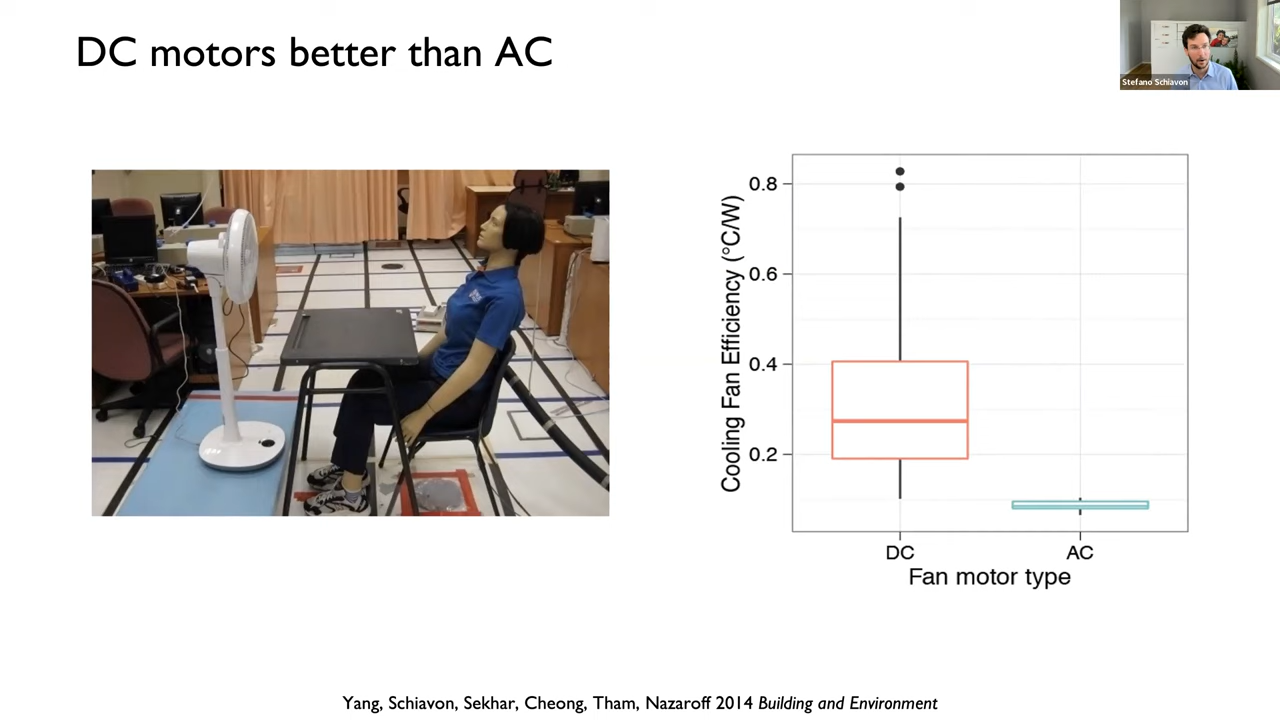 DC motors better than AC
Stefano Schiavon
Cooling Fan Efficiency (°C/W)
0.8
0.6
0.4
0.2
DC
AC
Fan motor type
Yang, Schiavon, Sekhar, Cheong, Tham, Nazaroff 2014 Building and Environment